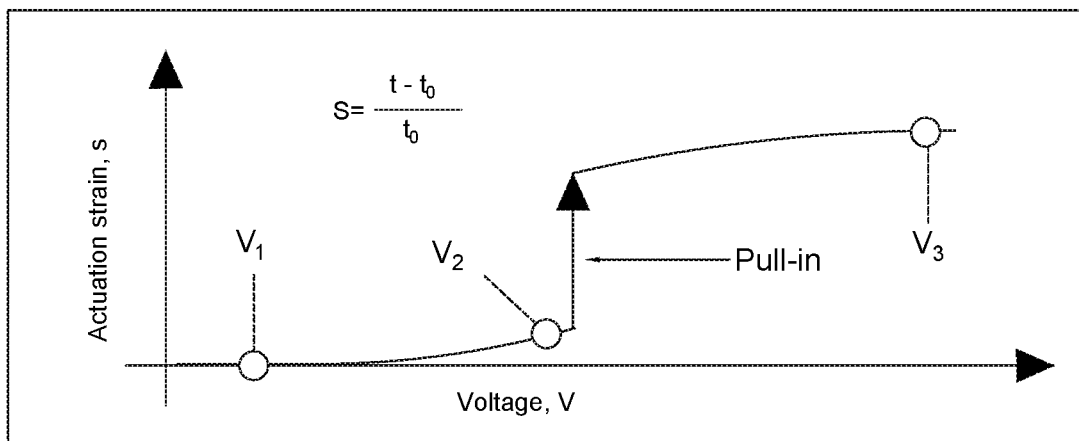 S= t - t₀
t₀
Actuation strain, s
V₁
V₂
Pull-in
V₃
Voltage, V